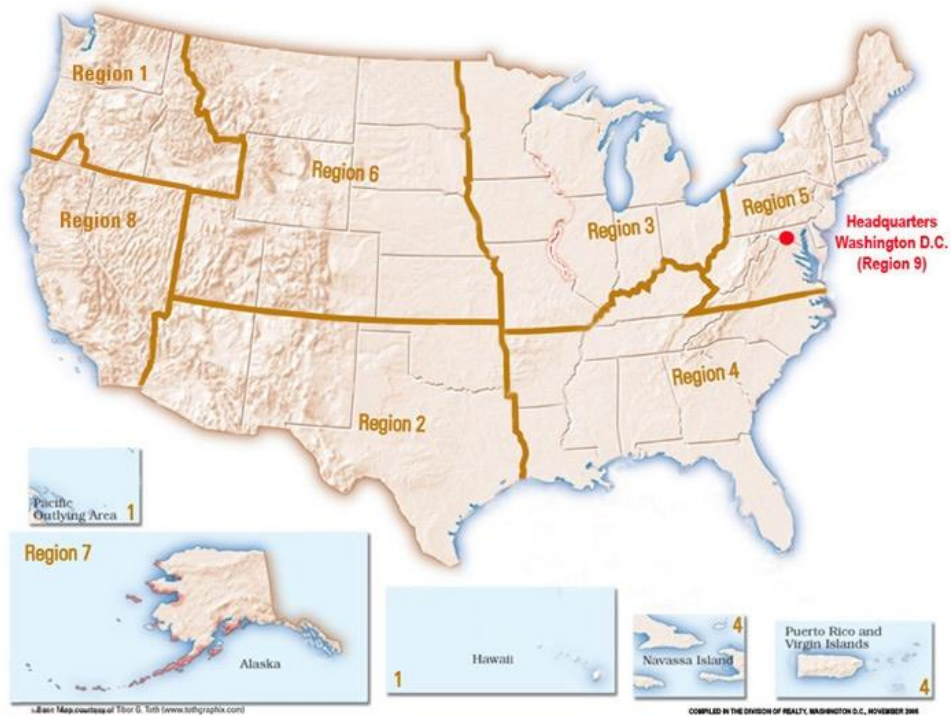 Region 1
Region 6
Region 8
Region 3
Region 5
Headquarters
Washington D.C.
(Region 9)
Region 4
Region 2
Pacific
Outlying Area 1
Region 7
Alaska
Hawaii
1
4
Navassa Island
Puerto Rico and
Virgin Islands
4
Base Map courtesy of Tibor G. Toth (www.tothgraphix.com)
COMPILED IN THE DIVISION OF REALTY, WASHINGTON D.C., NOVEMBER